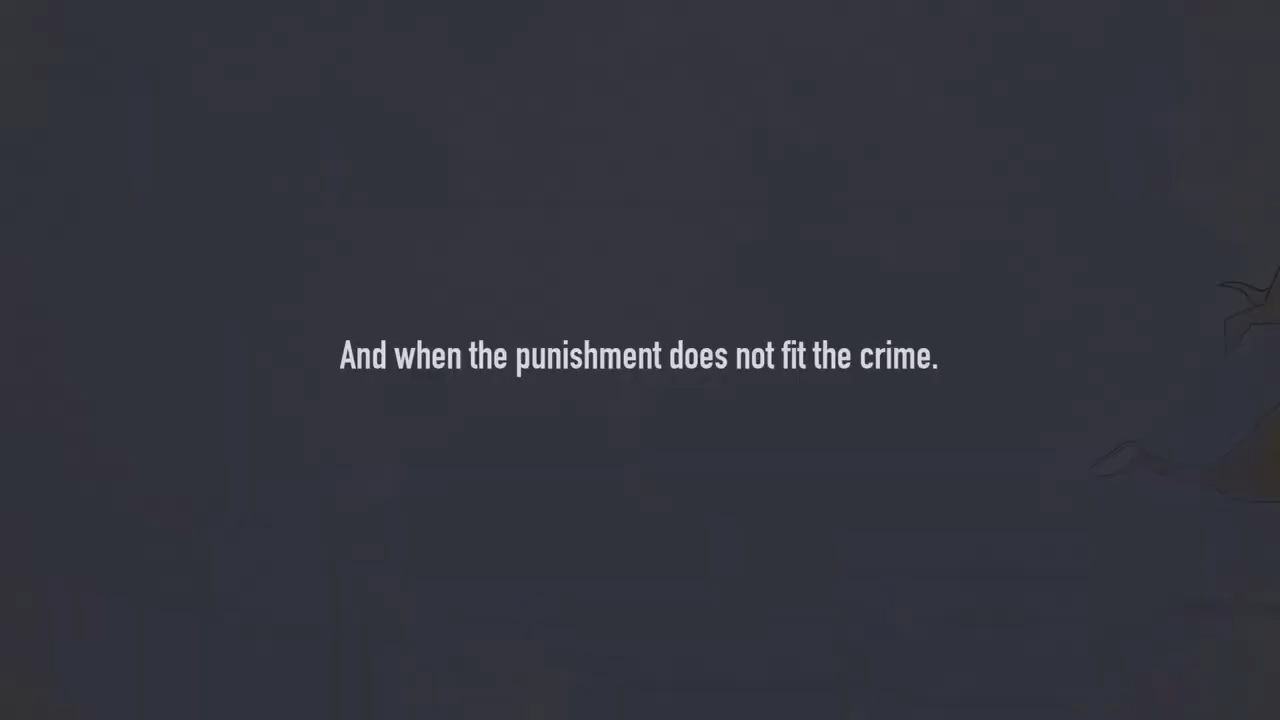 And when the punishment does not fit the crime.